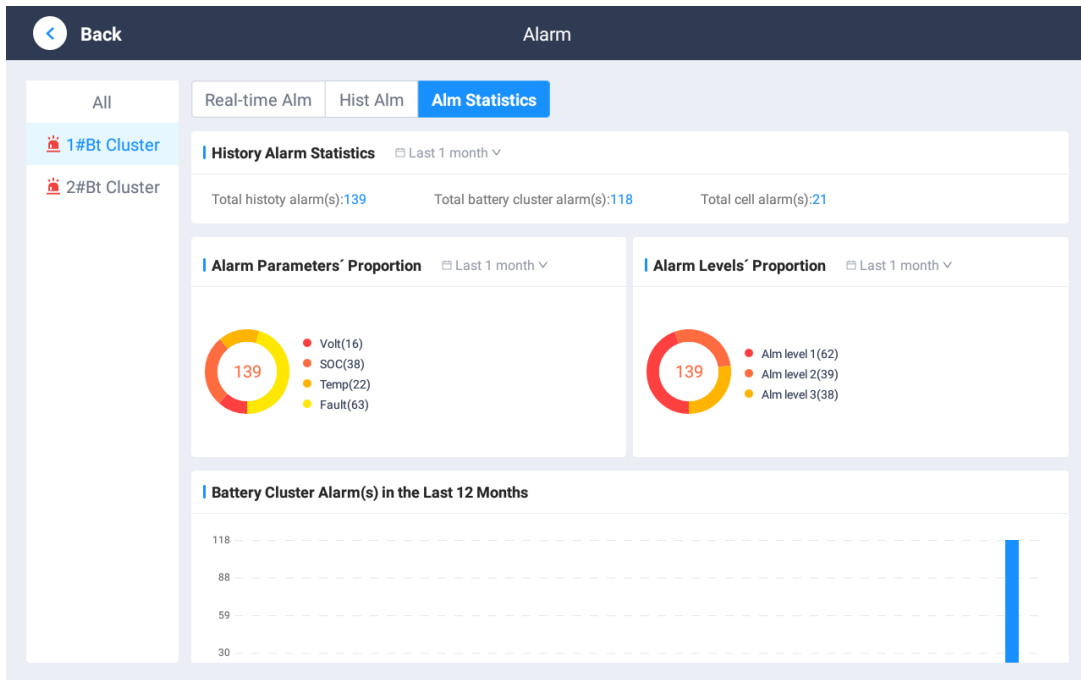 Back
Alarm
All
1#Bt Cluster
2#Bt Cluster
Real-time Alm
Hist Alm
Alm Statistics
History Alarm Statistics
Last 1 month
Total histoty alarm(s):139
Total battery cluster alarm(s):118
Total cell alarm(s):21
Alarm Parameters´ Proportion
Last 1 month
139
Volt(16)
SOC(38)
Temp(22)
Fault(63)
Alarm Levels´ Proportion
Last 1 month
139
Alm level 1(62)
Alm level 2(39)
Alm level 3(38)
Battery Cluster Alarm(s) in the Last 12 Months
118
88
59
30